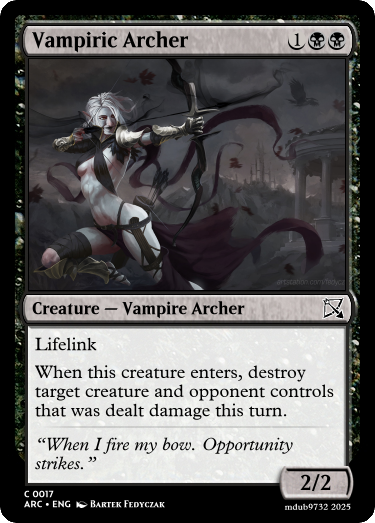 Vampiric Archer 1
Creature — Vampire Archer
Lifelink
When this creature enters, destroy
target creature and opponent controls
that was dealt damage this turn.
“When I fire my bow. Opportunity
strikes.”
2/2
C 0017
ARC • ENG Bartek Fedyczak
mdub9732 2025